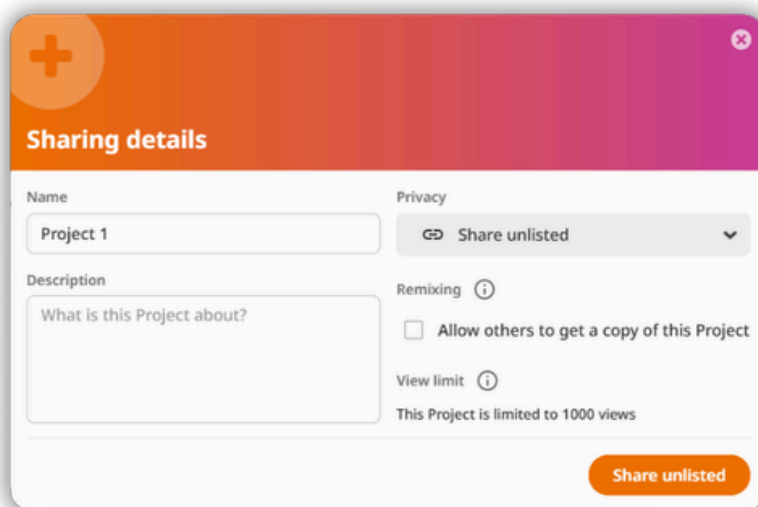 Sharing details
Name
Project 1
Description
What is this Project about?
Privacy
Share unlisted
Remixing
Allow others to get a copy of this Project
View limit
This Project is limited to 1000 views
Share unlisted